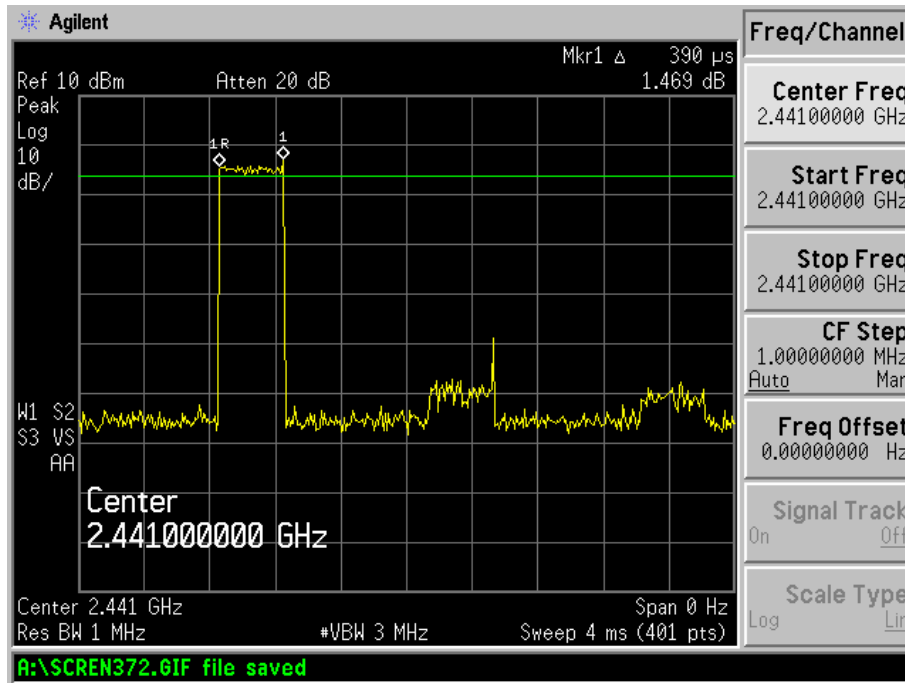 Agilent
Mkr1 Δ 390 µs
Ref 10 dBm Atten 20 dB 1.469 dB
Peak
Log
10
dB/
1R
1
W1 S2
S3 VS
AA
Center
2.441000000 GHz
Center 2.441 GHz Span 0 Hz
Res BW 1 MHz #VBW 3 MHz Sweep 4 ms (401 pts)
A:\SCREN372.GIF file saved
Freq/Channel
Center Freq
2.44100000 GHz
Start Freq
2.44100000 GHz
Stop Freq
2.44100000 GHz
CF Step
1.00000000 MHz
Auto Man
Freq Offset
0.00000000 Hz
Signal Track
On Off
Scale Type
Log Lin